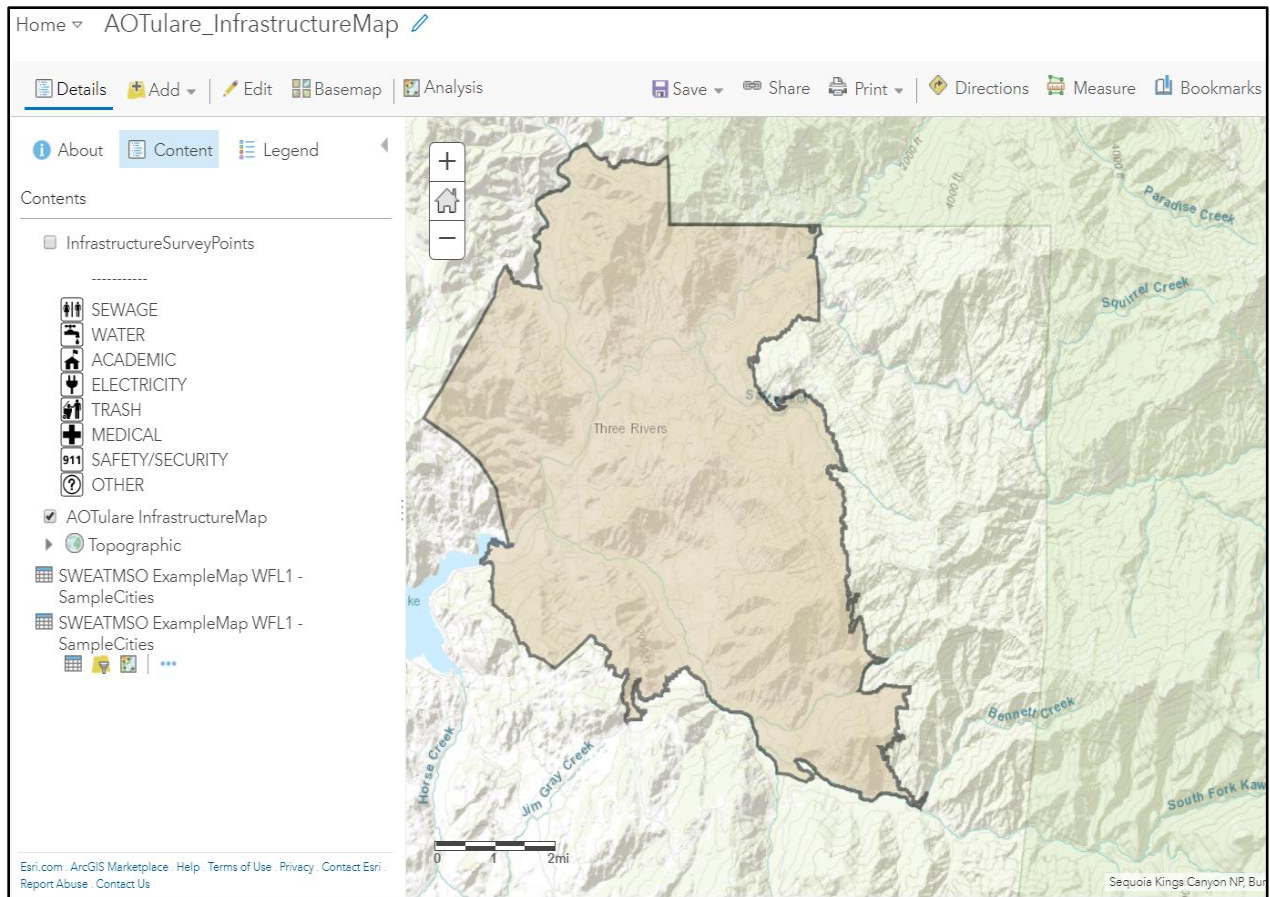 Home AOTulare_InfrastructureMap
Details Add Edit Basemap Analysis Save Share Print Directions Measure Bookmarks
About Content Legend
Contents
InfrastructureSurveyPoints
-----------
SEWAGE
WATER
ACADEMIC
ELECTRICITY
TRASH
MEDICAL
911 SAFETY/SECURITY
? OTHER
AOTulare InfrastructureMap
Topographic
SWEATMSO ExampleMap WFL1 -
SampleCities
SWEATMSO ExampleMap WFL1 -
SampleCities
Esri.com . ArcGIS Marketplace . Help . Terms of Use . Privacy . Contact Esri .
Report Abuse . Contact Us
+
−
4000 ft
Paradise Creek
Squirrel Creek
Three Rivers
ke
Bennett Creek
Horse Creek
Jim Gray Creek
South Fork Kaw
0 1 2mi
Sequoia Kings Canyon NP, Bur